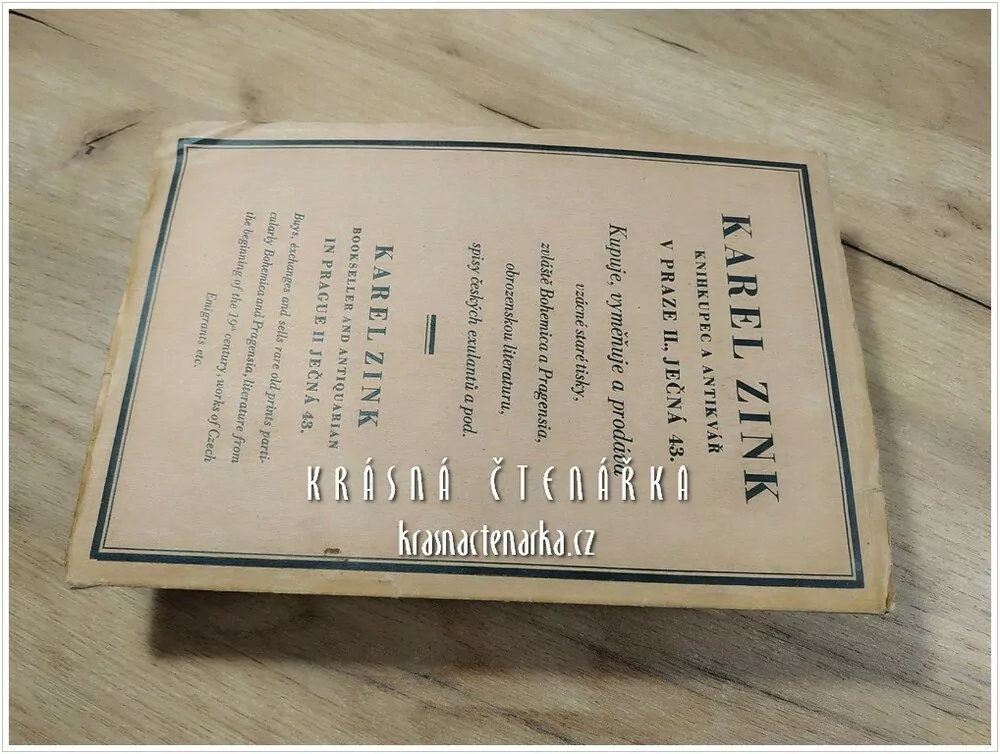 KAREL ZINK
KNIHKUPEC A ANTIKVÁŘ
V PRAZE II., JEČNÁ 43.
Kupuje, vyměňuje a prodává
vzácné staré tisky,
zvláště Bohemica a Pragensia,
obrozenskou literaturu,
spisy českých exulantů a pod.
KAREL ZINK
BOOKSELLER AND ANTIQUARIAN
IN PRAGUE II JEČNÁ 43.
Buys, exchanges and sells rare old prints parti-
cularly Bohemica and Pragensia, literature from
the beginning of the 19th century, works of Czech
Emigrants etc.
KRÁSNÁ ČTENÁŘKA
krasnactenarka.cz